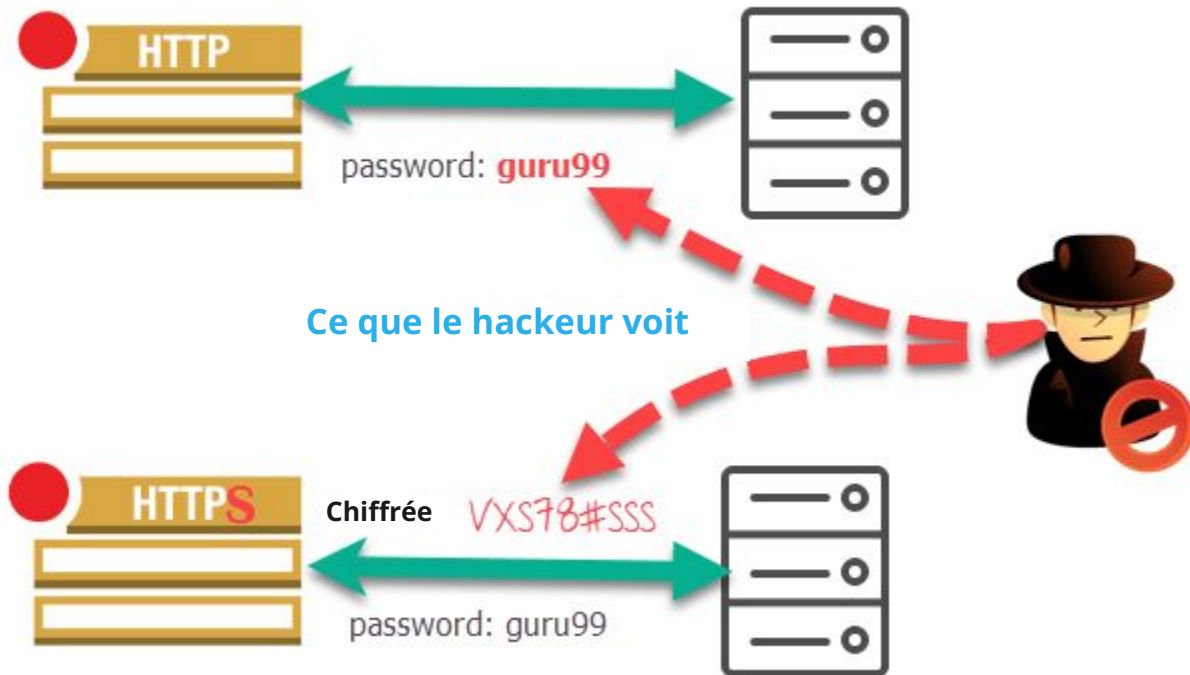 HTTP
password: guru99
Ce que le hackeur voit
HTTPS
Chiffrée VXS78#SSS
password: guru99